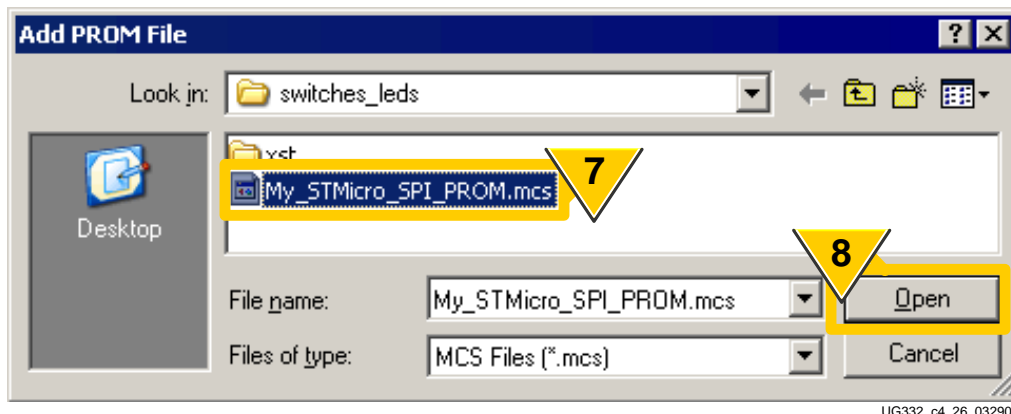 Add PROM File
Look in: switches_leds
xst
My_STMicro_SPI_PROM.mcs 7
Desktop
8
File name: My_STMicro_SPI_PROM.mcs Open
Files of type: MCS Files (*.mcs) Cancel
UG332_c4_26_03290